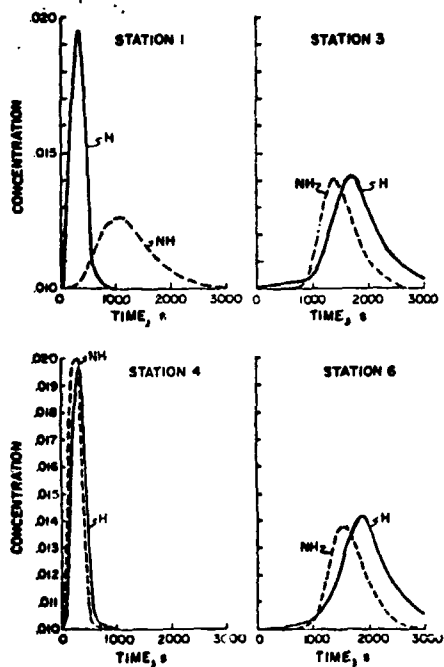 STATION 1
STATION 3
.020
.015
.010
CONCENTRATION
H
NH
0
1000
2000
3000
TIME,
NH
H
0
1000
2000
3000
TIME, s
STATION 4
STATION 6
.020
.019
.018
.017
.016
.015
.014
.013
.012
.011
.010
CONCENTRATION
NH
H
0
1000
2000
TIME, s
NH
H
0
1000
2000
3000
TIME, s